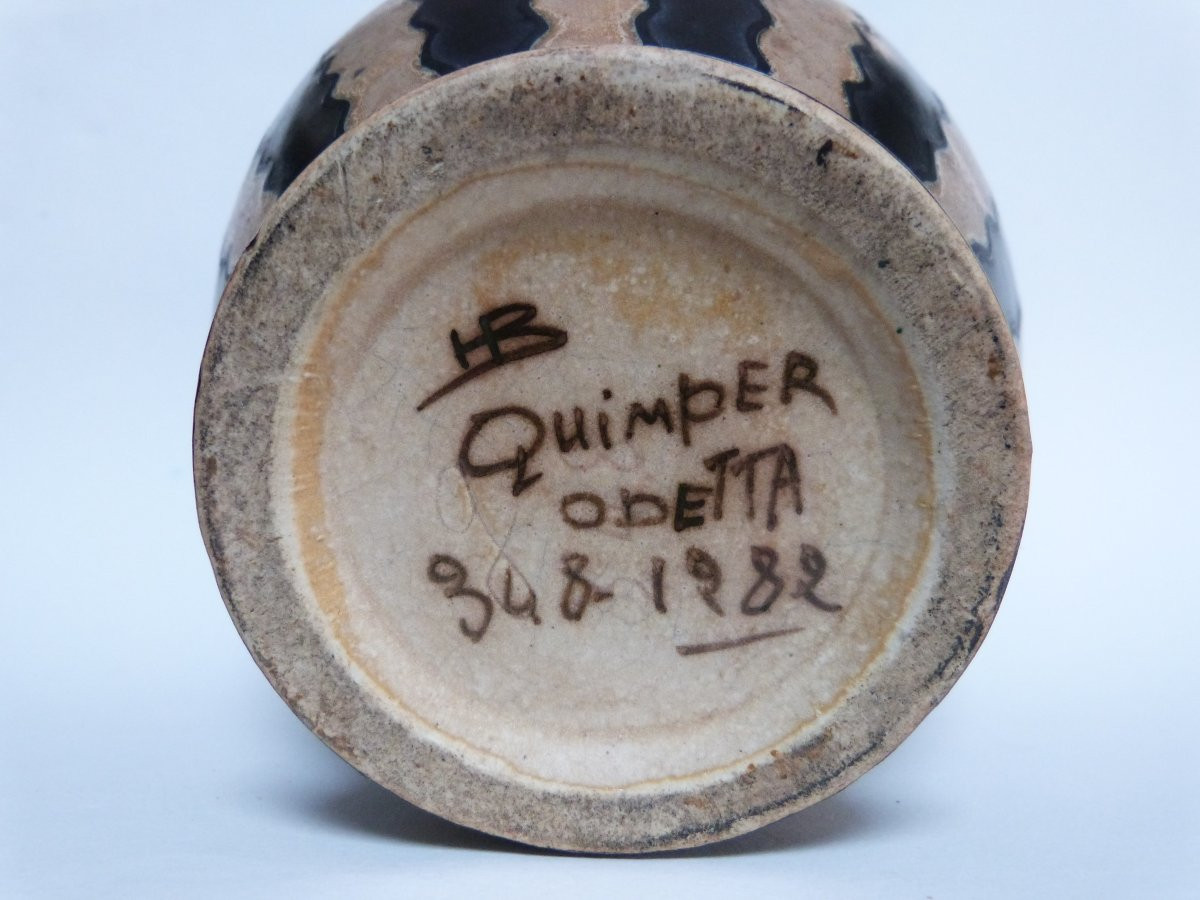 HB
QUiMPER
ODETTA
348-1282